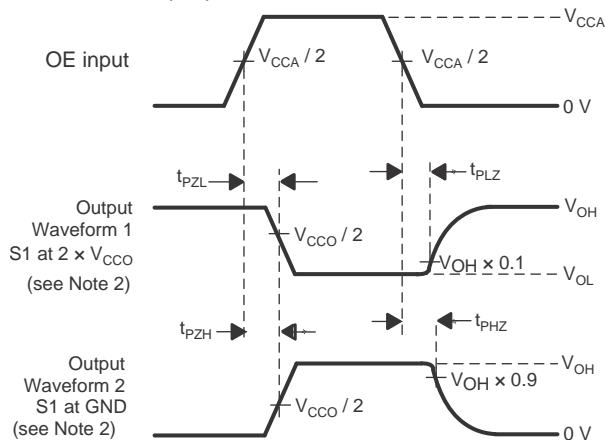 V_CCA
OE input
V_CCA / 2
V_CCA / 2
0 V
t_PZL
t_PLZ
Output
Waveform 1
S1 at 2 × V_CCO
(see Note 2)
V_CCO / 2
V_OH
V_OH × 0.1
V_OL
t_PZH
t_PHZ
Output
Waveform 2
S1 at GND
(see Note 2)
V_CCO / 2
V_OH
V_OH × 0.9
0 V